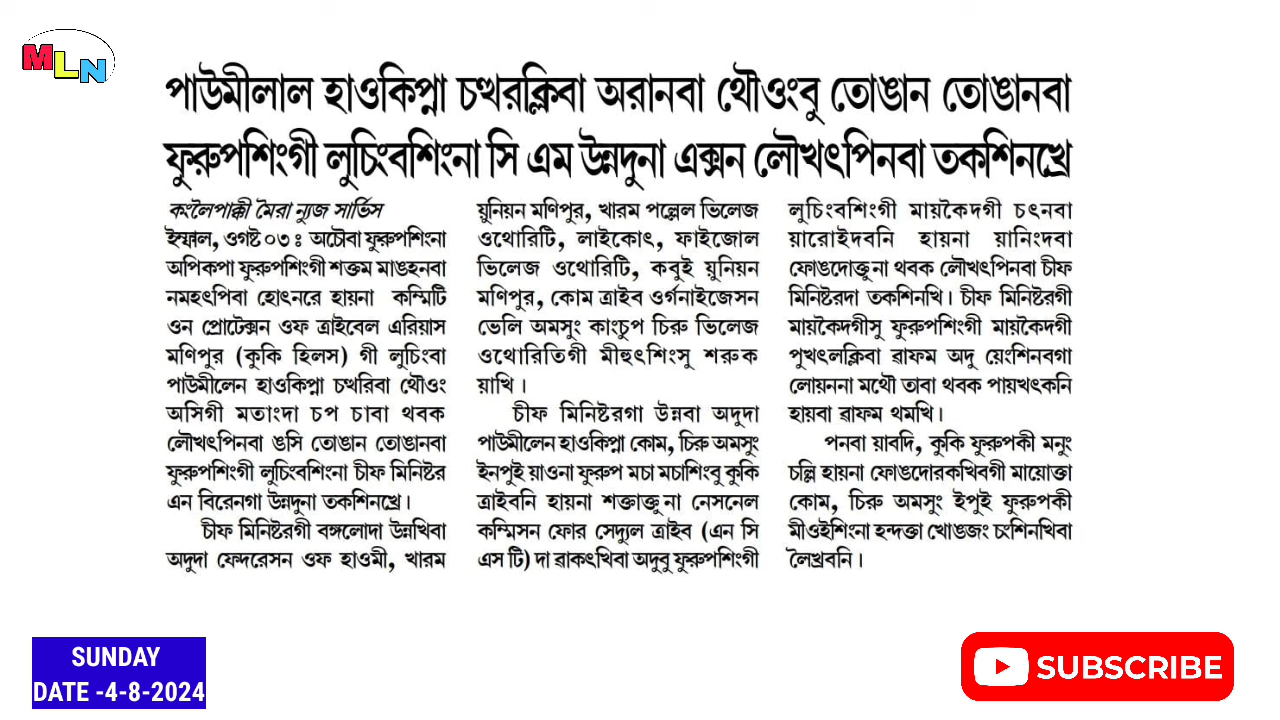 MLN
পাউমীলাল হাওকিপ্না চত্থরক্লিবা অরানবা থৌওংবু তোঙান তোঙানবা
ফুরুপশিংগী লুচিংবশিংনা সি এম উন্নদুনা এক্সন লৌখৎপিনবা তকশিনখ্রে
কংলৈপাক্কী মৈরা ন্যুজ সার্ভিস
ইম্ফাল, ওগষ্ট ০৩ ঃ অচৌবা ফুরুপশিংনা
অপিকপা ফুরুপশিংগী শক্তম মাঙহনবা
নমহৎপিবা হোৎনরে হায়না কম্মিটি
ওন প্রোটেক্সন ওফ ত্রাইবেল এরিয়াস
মণিপুর (কুকি হিলস) গী লুচিংবা
পাউমীলেন হাওকিপ্না চত্থরিবা থৌওং
অসিগী মতাংদা চপ চাবা থবক
লৌখৎপিনবা ঙসি তোঙান তোঙানবা
ফুরুপশিংগী লুচিংবশিংনা চীফ মিনিষ্টর
এন বিরেনগা উন্নদুনা তকশিনখ্রে।
চীফ মিনিষ্টরগী বঙ্গলোদা উন্নখিবা
অদুদা ফেদরেসন ওফ হাওমী, খারম
য়ুনিয়ন মণিপুর, খারম পল্লেল ভিলেজ
ওথোরিটি, লাইকোৎ, ফাইজোল
ভিলেজ ওথোরিটি, কবুই য়ুনিয়ন
মণিপুর, কোম ত্রাইব ওর্গনাইজেসন
ভেলি অমসুং কাংচুপ চিরু ভিলেজ
ওথোরিতিগী মীহুৎশিংসু শরুক
য়াখি।
চীফ মিনিষ্টরগা উন্নবা অদুদা
পাউমীলেন হাওকিপ্না কোম, চিরু অমসুং
ইনপুই য়াওনা ফুরুপ মচা মচাশিংবু কুকি
ত্রাইবনি হায়না শক্তাক্তুনা নেসনেল
কম্মিসন ফোর সেদ্যুল ত্রাইব (এন সি
এস টি) দা ৱাকৎখিবা অদুবু ফুরুপশিংগী
লুচিংবশিংগী মায়কৈদগী চৎনবা
য়ারোইদবনি হায়না য়ানিংদবা
ফোঙদোক্তুনা থবক লৌখৎপিনবা চীফ
মিনিষ্টরদা তকশিনখি। চীফ মিনিষ্টরগী
মায়কৈদগীসু ফুরুপশিংগী মায়কৈদগী
পুখৎলক্লিবা ৱাফম অদু য়েংশিনবগা
লোয়ননা মথৌ তাবা থবক পায়খৎকনি
হায়বা ৱাফম থমখি।
পনবা য়াবদি, কুকি ফুরুপকী মনুং
চল্লি হায়না ফোঙদোরকখিবগী মায়োক্তা
কোম, চিরু অমসুং ইপুই ফুরুপকী
মীওইশিংনা হন্দক্তা খোঙজং চংশিনখিবা
লৈখ্রবনি।
SUNDAY
DATE -4-8-2024
SUBSCRIBE